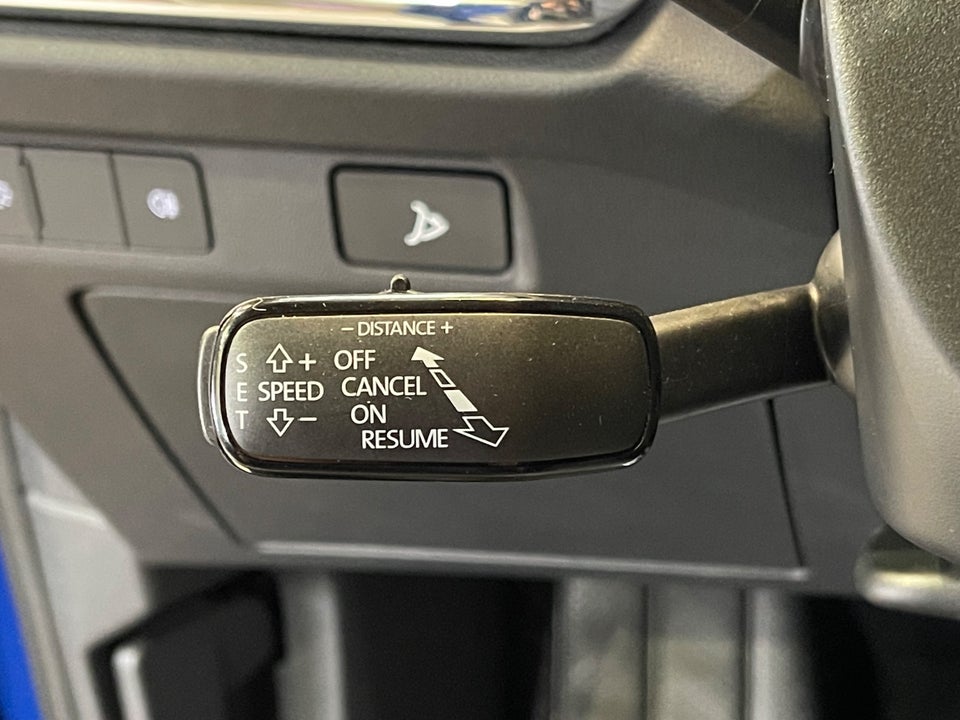 − DISTANCE +
S + OFF
E SPEED CANCEL
T − ON
RESUME